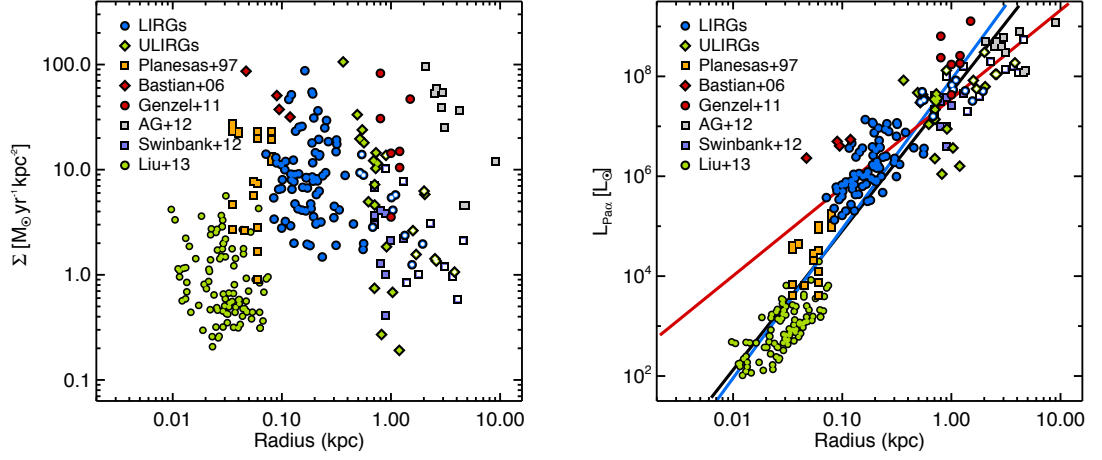 LIRGs
ULIRGs
Planesas+97
Bastian+06
Genzel+11
AG+12
Swinbank+12
Liu+13
100.0
10.0
1.0
0.1
Σ [M⊙ yr⁻¹ kpc⁻²]
0.01 0.10 1.00 10.00
Radius (kpc)
LIRGs
ULIRGs
Planesas+97
Bastian+06
Genzel+11
AG+12
Swinbank+12
Liu+13
10⁸
10⁶
10⁴
10²
L_Paα [L⊙]
0.01 0.10 1.00 10.00
Radius (kpc)